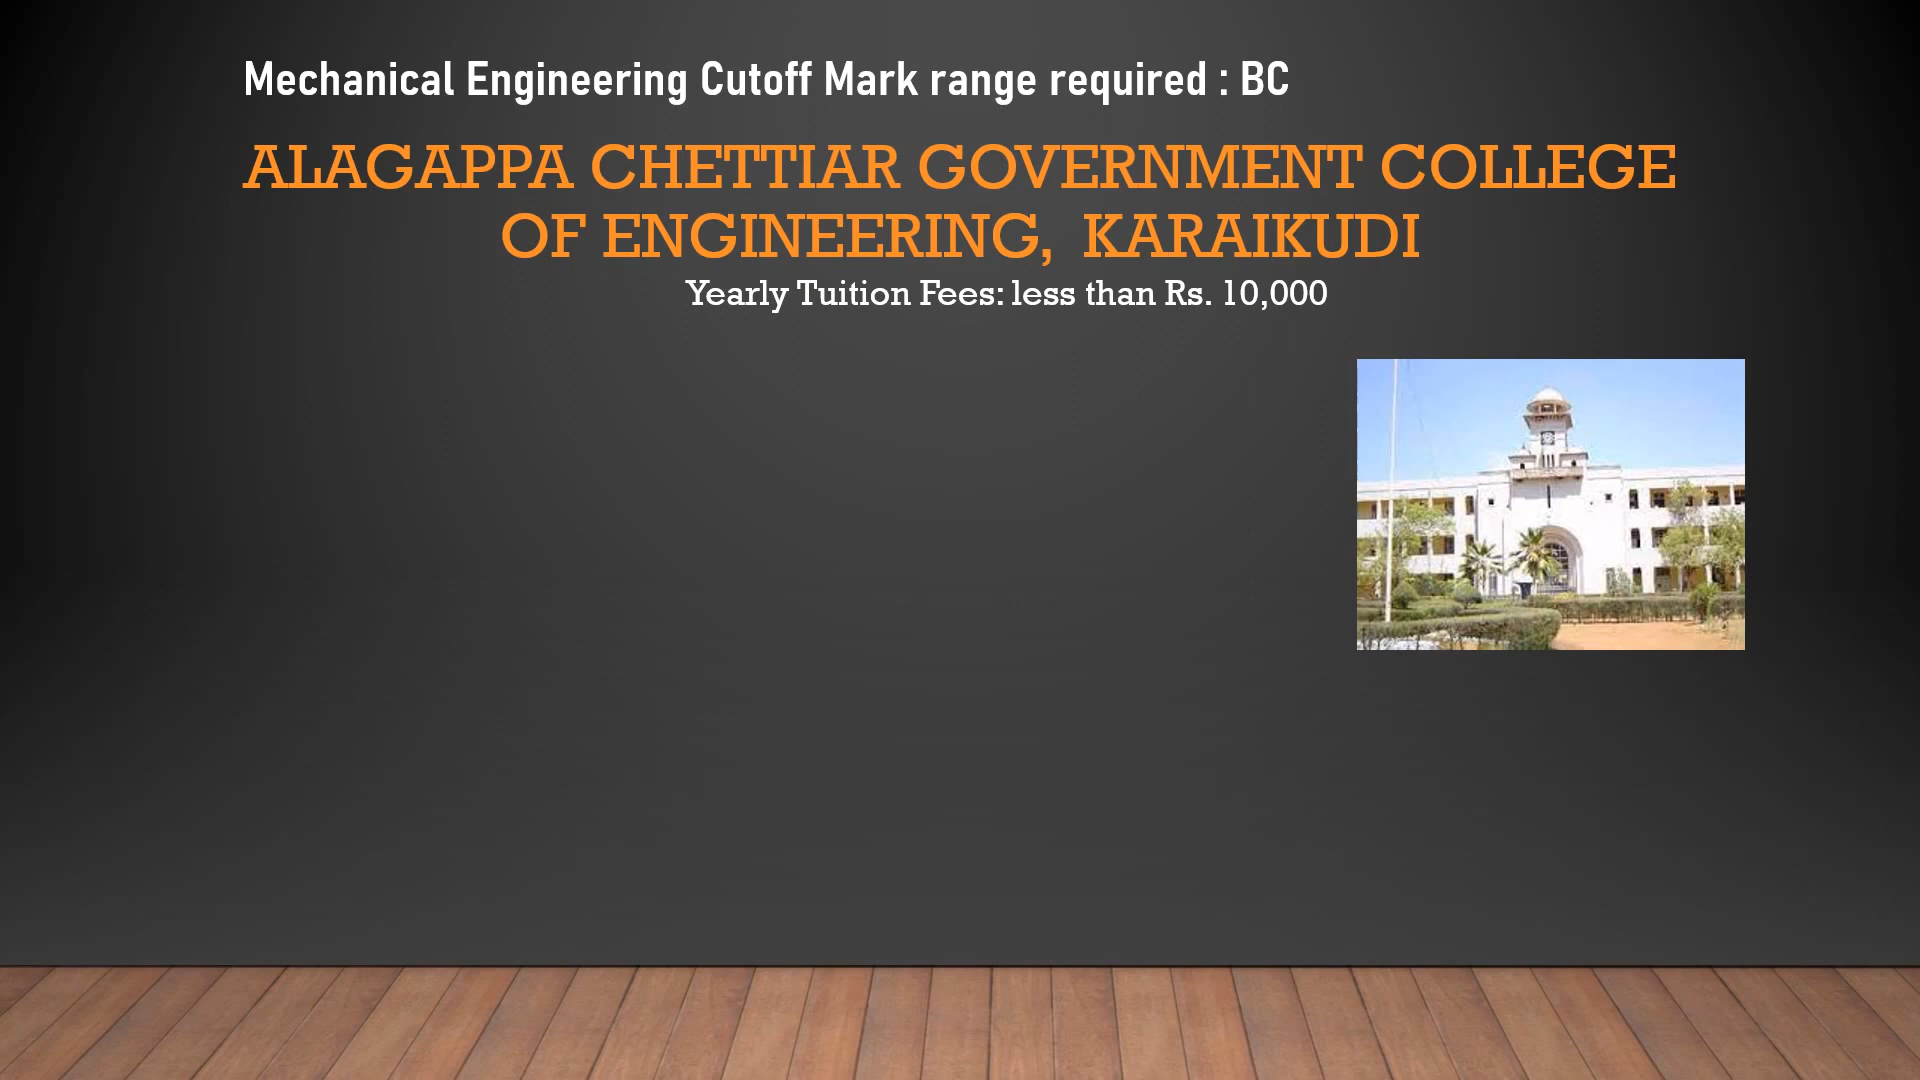 Mechanical Engineering Cutoff Mark range required : BC
ALAGAPPA CHETTIAR GOVERNMENT COLLEGE
OF ENGINEERING, KARAIKUDI
Yearly Tuition Fees: less than Rs. 10,000